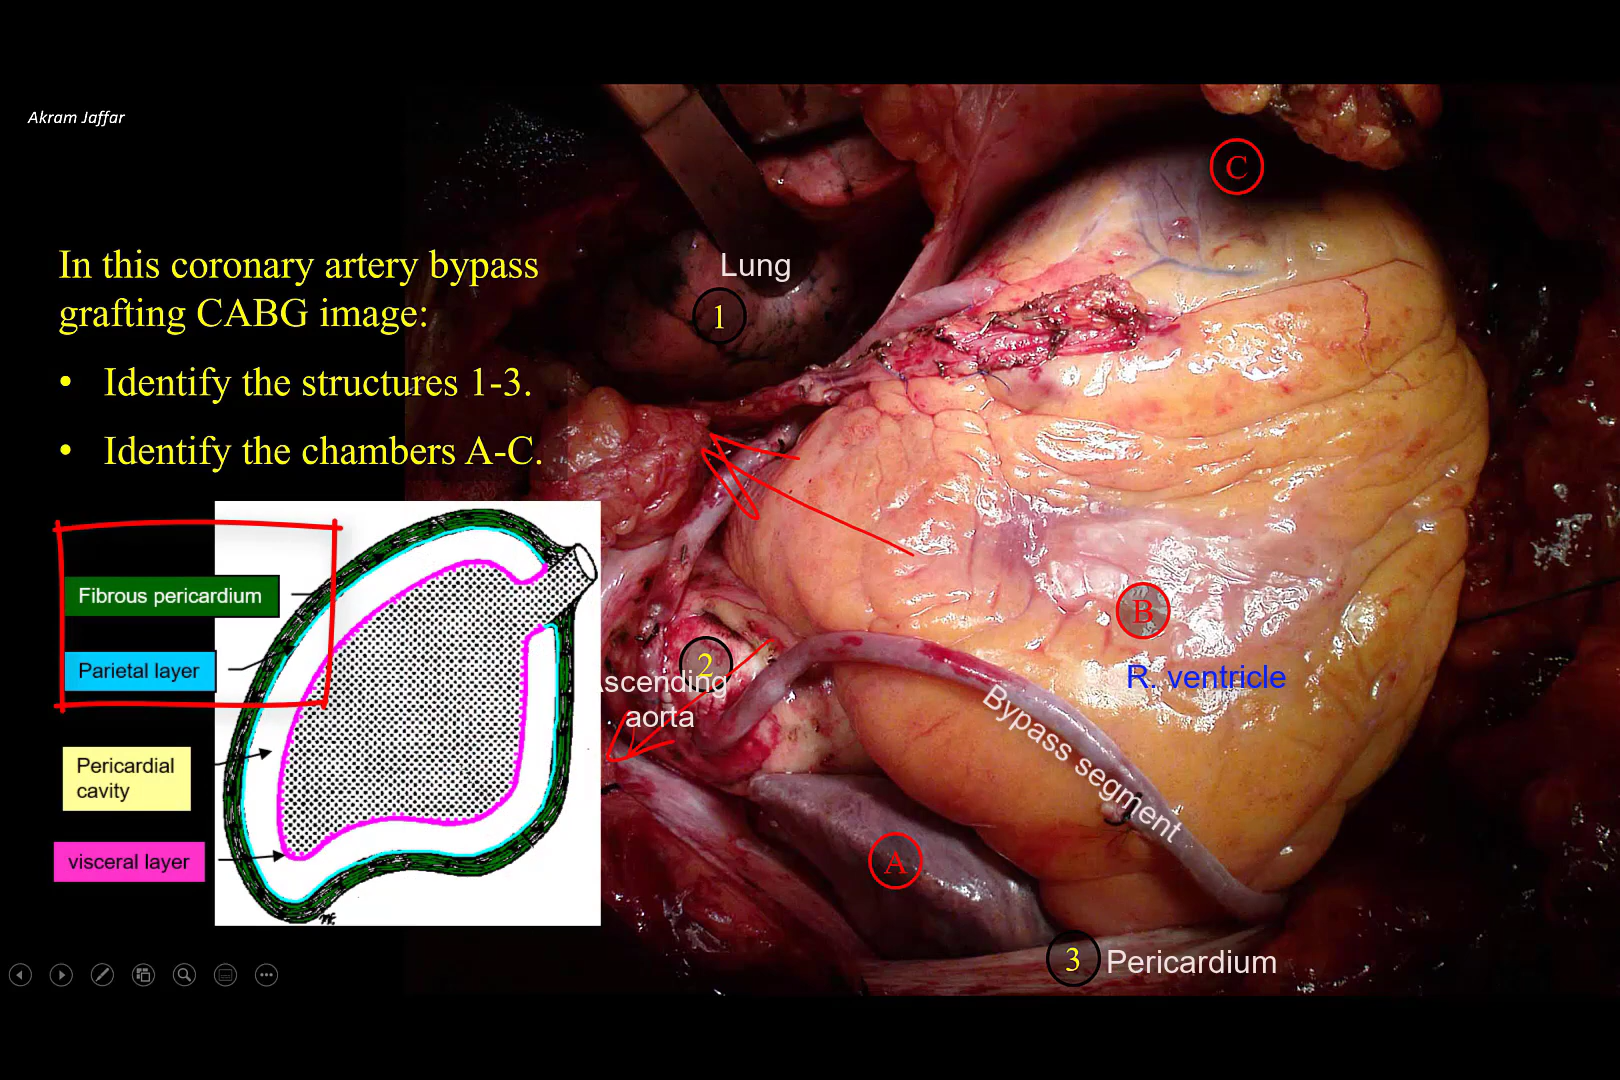 Akram Jaffar
In this coronary artery bypass
grafting CABG image:
• Identify the structures 1-3.
• Identify the chambers A-C.
Fibrous pericardium
Parietal layer
Pericardial
cavity
visceral layer
Lung
1
C
2
Ascending
aorta
B
R. ventricle
Bypass segment
A
3 Pericardium